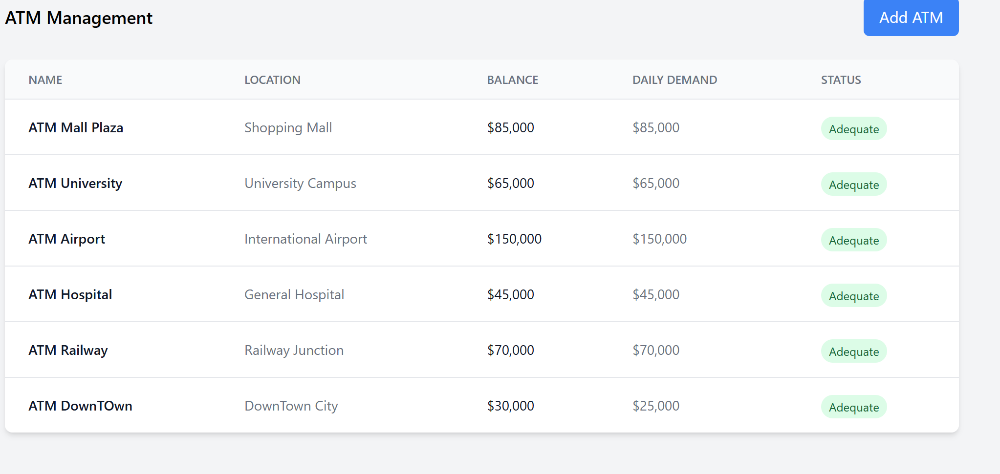 ATM Management
Add ATM
NAME LOCATION BALANCE DAILY DEMAND STATUS
ATM Mall Plaza Shopping Mall $85,000 $85,000 Adequate
ATM University University Campus $65,000 $65,000 Adequate
ATM Airport International Airport $150,000 $150,000 Adequate
ATM Hospital General Hospital $45,000 $45,000 Adequate
ATM Railway Railway Junction $70,000 $70,000 Adequate
ATM DownTOwn DownTown City $30,000 $25,000 Adequate